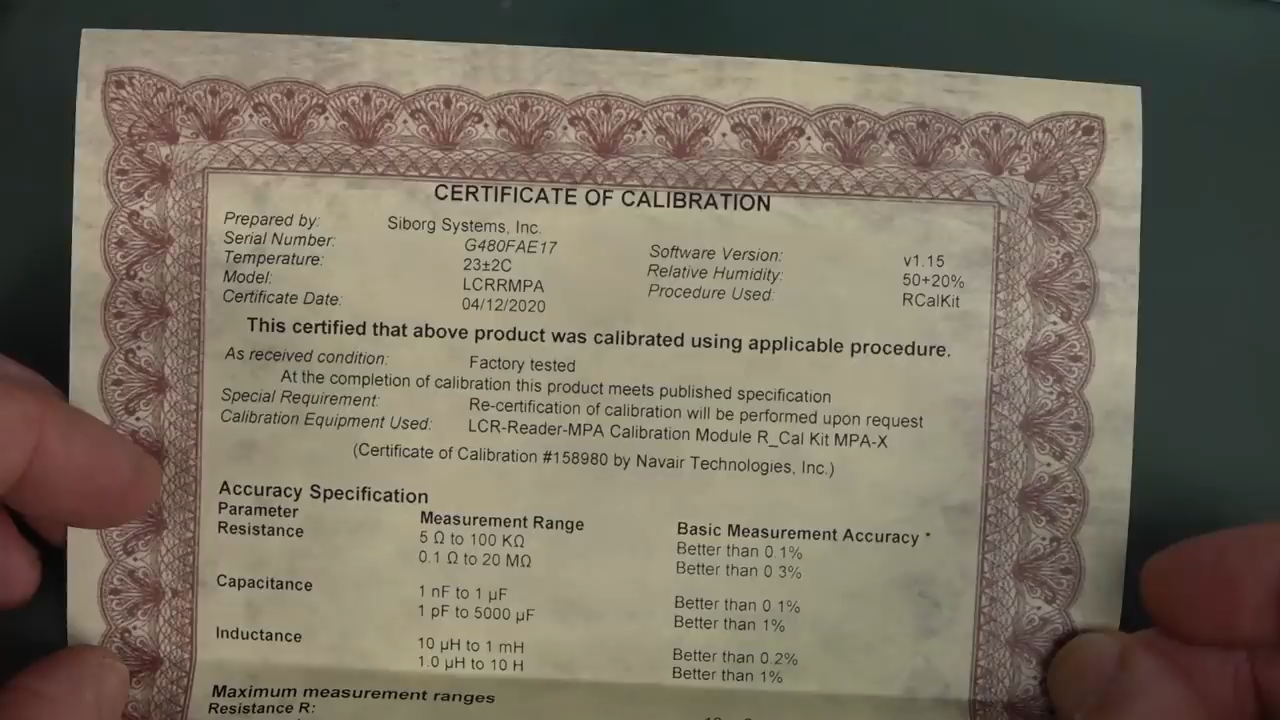 CERTIFICATE OF CALIBRATION
Prepared by: Siborg Systems, Inc.
Serial Number: G480FAE17 Software Version: v1.15
Temperature: 23±2C Relative Humidity: 50+20%
Model: LCRRMPA Procedure Used: RCalKit
Certificate Date: 04/12/2020
This certified that above product was calibrated using applicable procedure.
As received condition: Factory tested
At the completion of calibration this product meets published specification
Special Requirement: Re-certification of calibration will be performed upon request
Calibration Equipment Used: LCR-Reader-MPA Calibration Module R_Cal Kit MPA-X
(Certificate of Calibration #158980 by Navair Technologies, Inc.)
Accuracy Specification
Parameter Measurement Range Basic Measurement Accuracy *
Resistance 5 Ω to 100 KΩ Better than 0.1%
0.1 Ω to 20 MΩ Better than 0 3%
Capacitance 1 nF to 1 µF Better than 0 1%
1 pF to 5000 µF Better than 1%
Inductance 10 µH to 1 mH Better than 0.2%
1.0 µH to 10 H Better than 1%
Maximum measurement ranges
Resistance R: